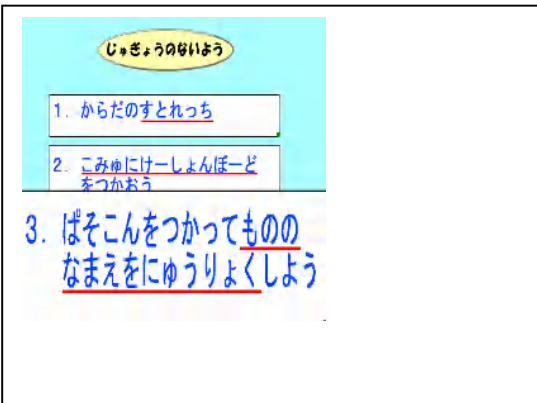 じゅぎょうのないよう
1. からだのすとれっち
2. こみゅにけーしょんぼーど
をつかおう
3. ぱそこんをつかってものの
なまえをにゅうりょくしよう